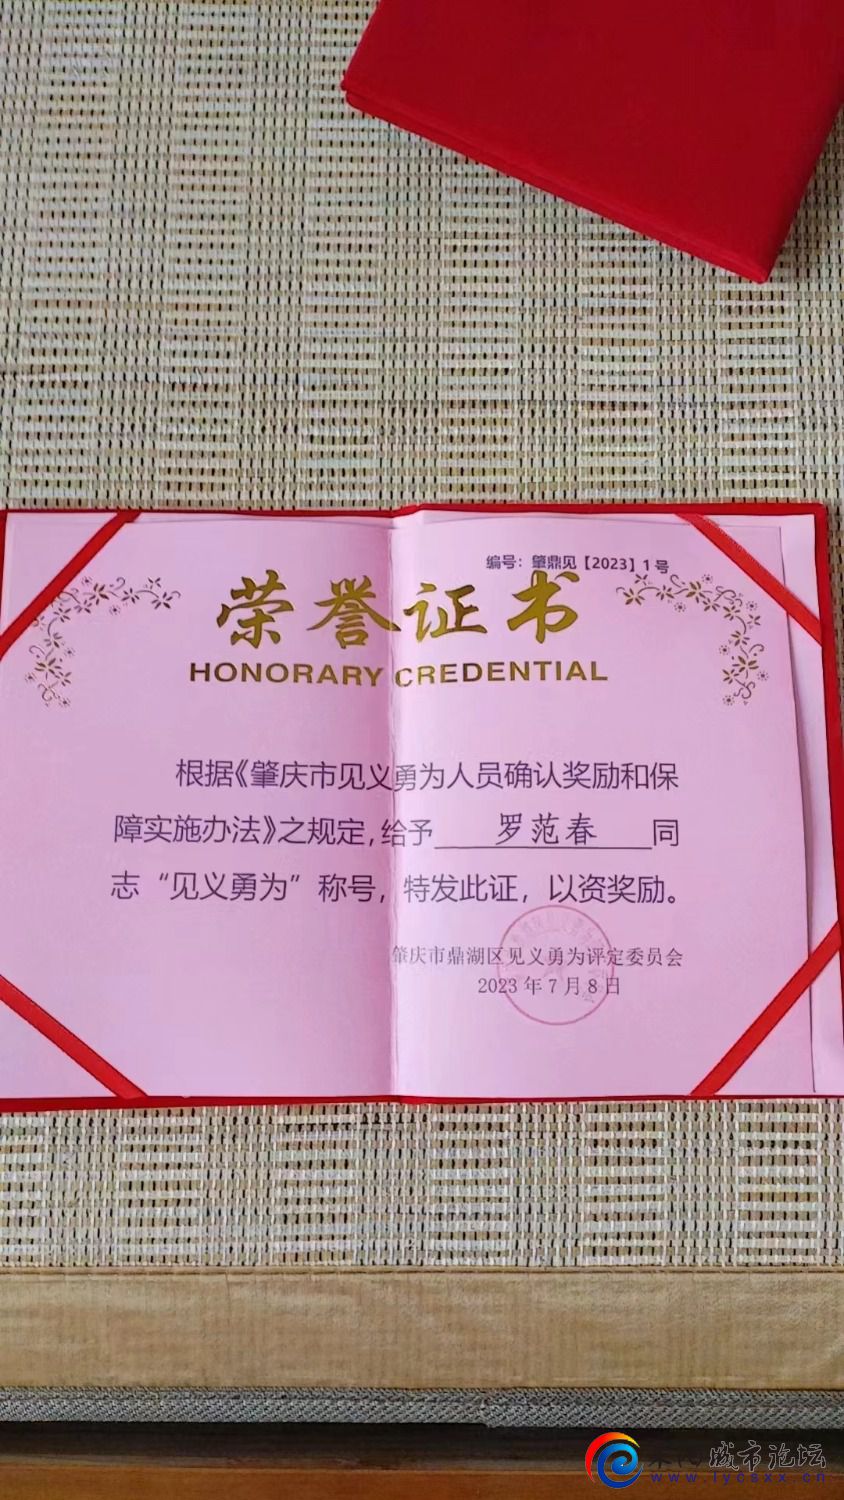 编号：肇鼎见【2023】1号
荣誉证书
HONORARY CREDENTIAL
根据《肇庆市见义勇为人员确认奖励和保
障实施办法》之规定，给予 罗范春 同
志“见义勇为”称号，特发此证，以资奖励。
肇庆市鼎湖区见义勇为评定委员会
2023年7月8日
城市论坛
www.lycsxx.cn